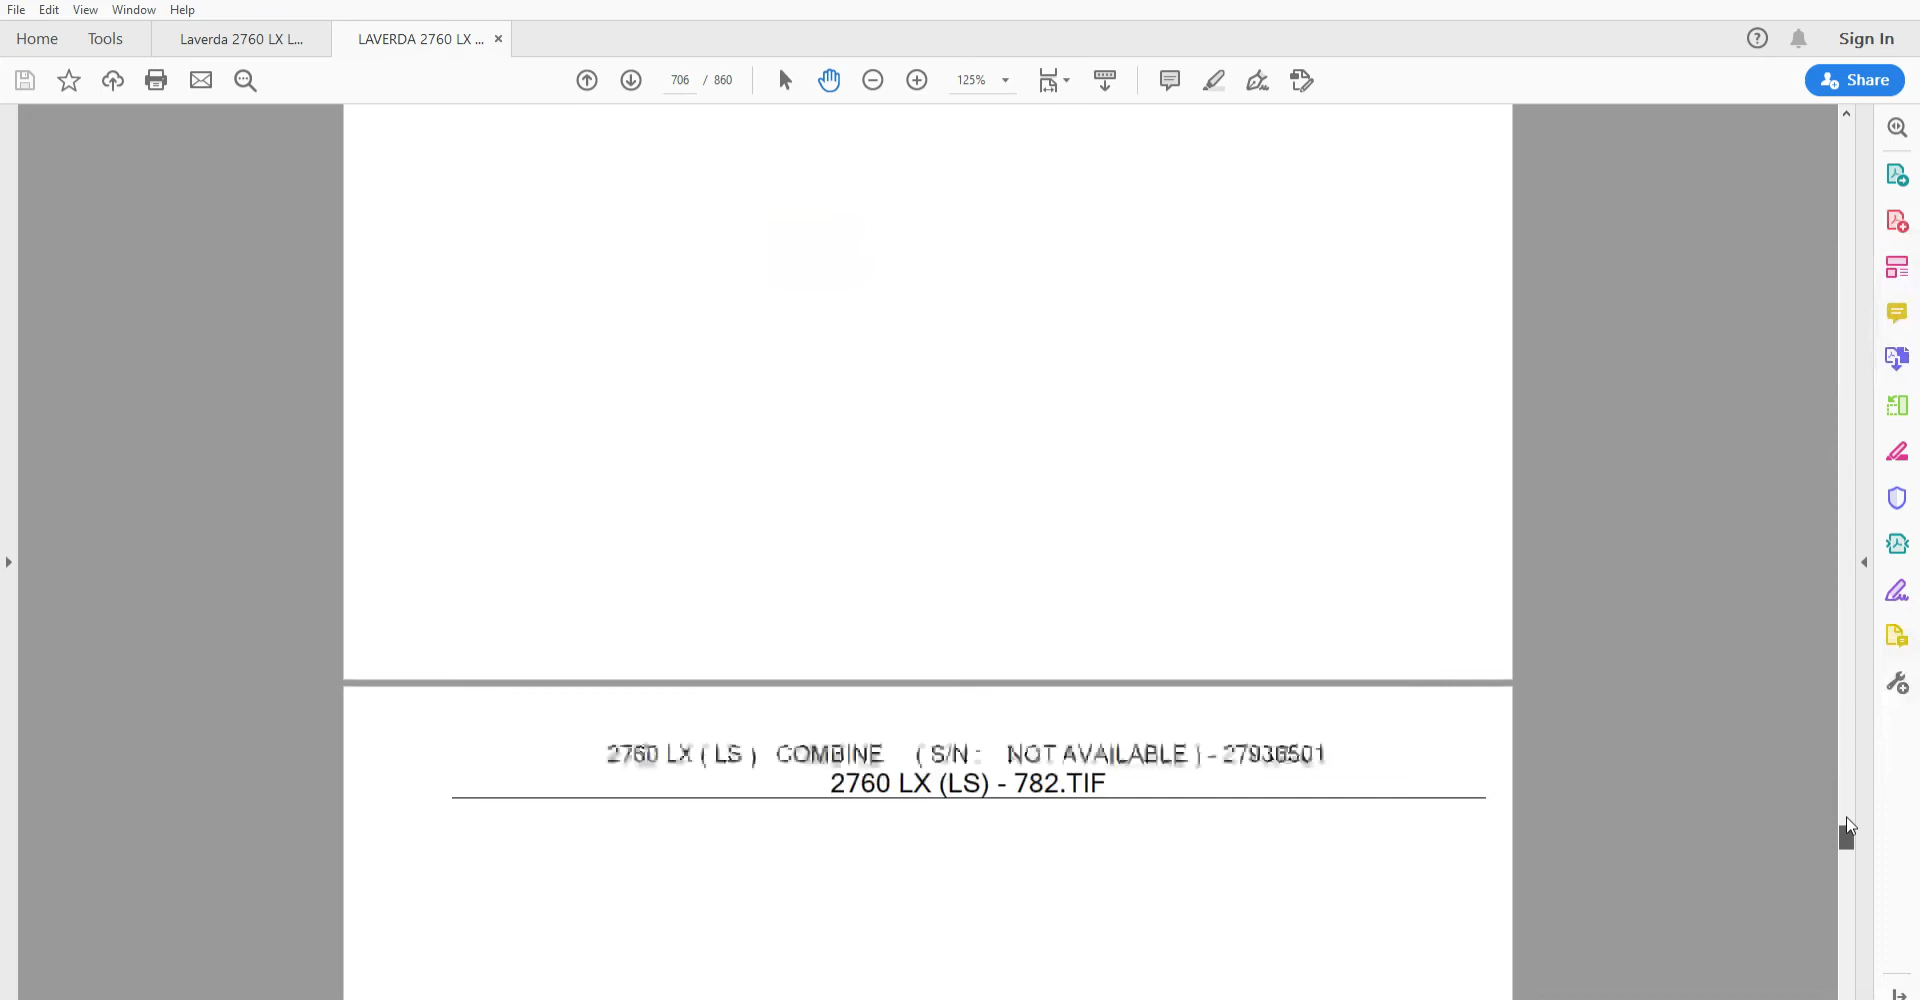 File Edit View Window Help
Home Tools Laverda 2760 LX L... LAVERDA 2760 LX ... × Sign In
706 / 860 125% Share
2760 LX ( LS ) COMBINE ( S/N : NOT AVAILABLE ) -
2760 LX (LS) - 782.TIF